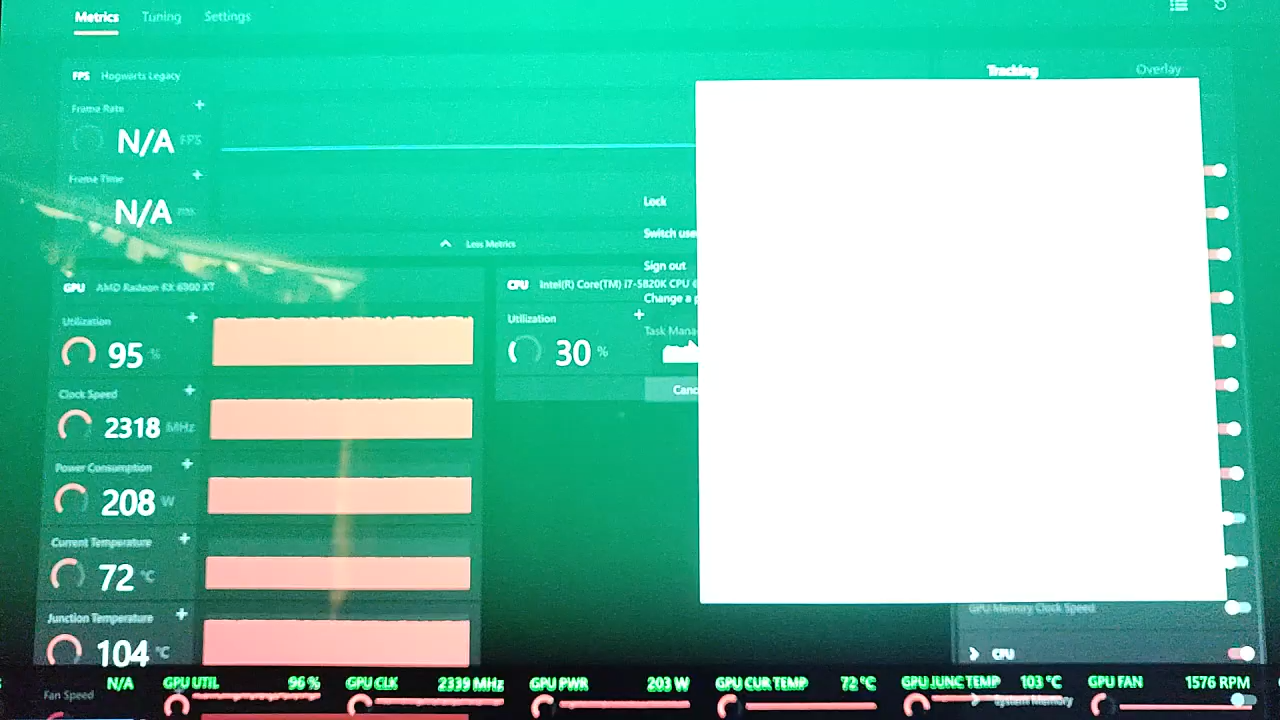 Metrics Tuning Settings
FPS Hogwarts Legacy
Tracking Overlay
Frame Rate +
N/A FPS
Frame Time +
N/A ms
Lock
Switch use
Less Metrics
Sign out
GPU AMD Radeon RX 6900 XT
CPU Intel(R) Core(TM) i7-5820K CPU
Change a p
Utilization +
95 %
Utilization +
30 %
Task Mana
Canc
Clock Speed +
2318 MHz
Power Consumption +
208 W
Current Temperature +
72 °C
Junction Temperature +
104 °C
GPU Memory Clock Speed
CPU
N/A GPU UTIL 96 % GPU CLK 2339 MHz GPU PWR 203 W GPU CUR TEMP 72 °C GPU JUNC TEMP 103 °C GPU FAN 1576 RPM
Fan Speed
System Memory